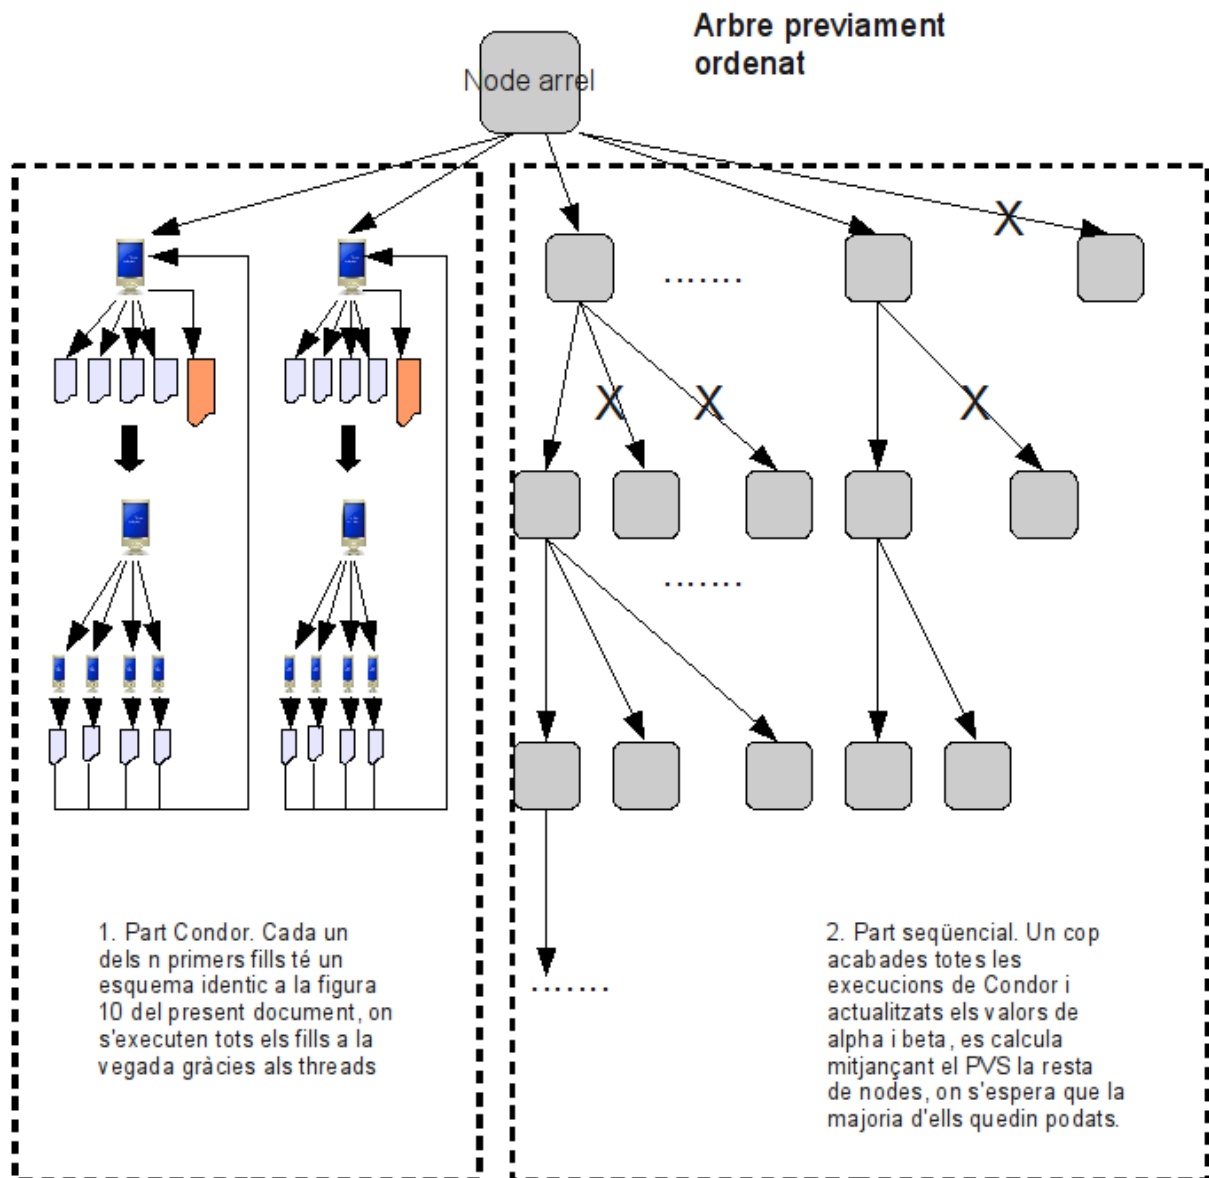 Arbre previament
ordenat
Node arrel
X
.......
X
X
X
.......
1. Part Condor. Cada un
dels n primers fills té un
esquema identic a la figura
10 del present document, on
s'executen tots els fills a la
vegada gràcies als threads
2. Part seqüencial. Un cop
acabades totes les
execucions de Condor i
actualitzats els valors de
alpha i beta, es calcula
mitjançant el PVS la resta
de nodes, on s'espera que la
majoria d'ells quedin podats.
.......